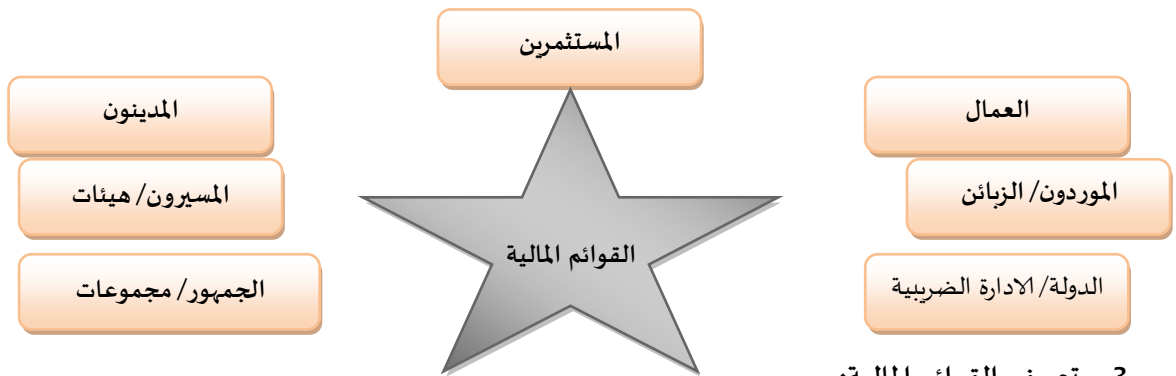 المستثمرين
العمال
المدينون
الموردون/ الزبائن
المسيرون/ هيئات
القوائم المالية
الدولة/ الادارة الضريبية
الجمهور/ مجموعات